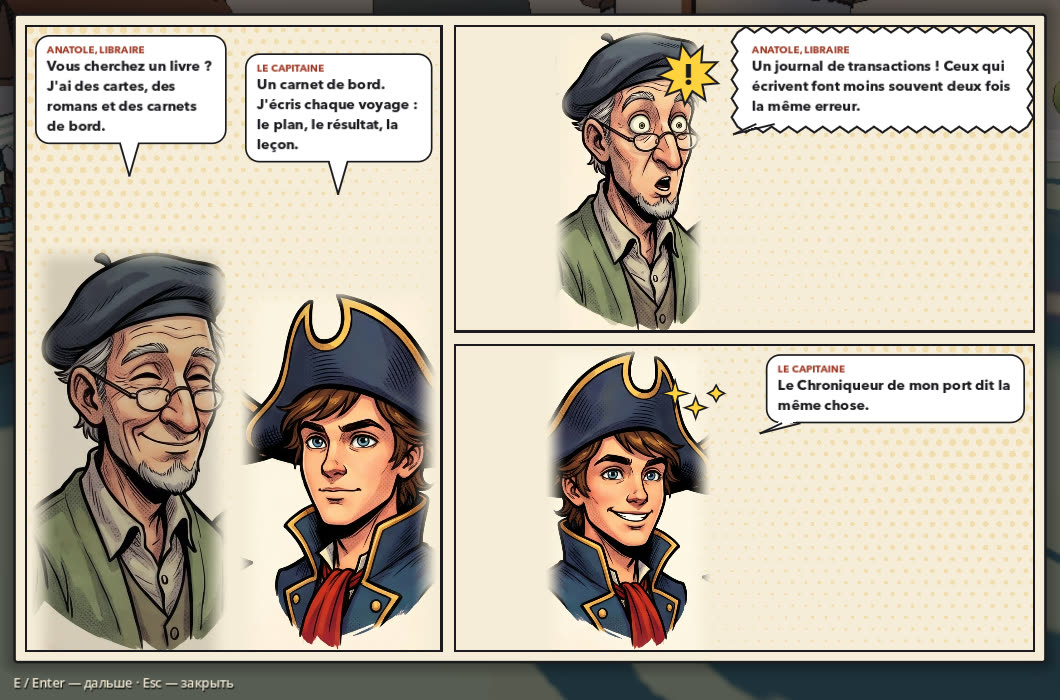 ANATOLE, LIBRAIRE
Vous cherchez un livre ?
J'ai des cartes, des
romans et des carnets
de bord.
LE CAPITAINE
Un carnet de bord.
J'écris chaque voyage :
le plan, le résultat, la
leçon.
!
ANATOLE, LIBRAIRE
Un journal de transactions ! Ceux qui
écrivent font moins souvent deux fois
la même erreur.
LE CAPITAINE
Le Chroniqueur de mon port dit la
même chose.
E / Enter — дальше · Esc — закрыть